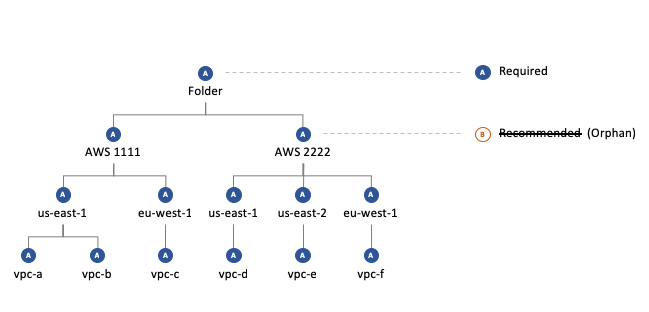 A
A Required
Folder
A
A
B Recommended (Orphan)
AWS 1111
AWS 2222
A
A
A
A
A
us-east-1
eu-west-1
us-east-1
us-east-2
eu-west-1
A
A
A
A
A
A
vpc-a
vpc-b
vpc-c
vpc-d
vpc-e
vpc-f